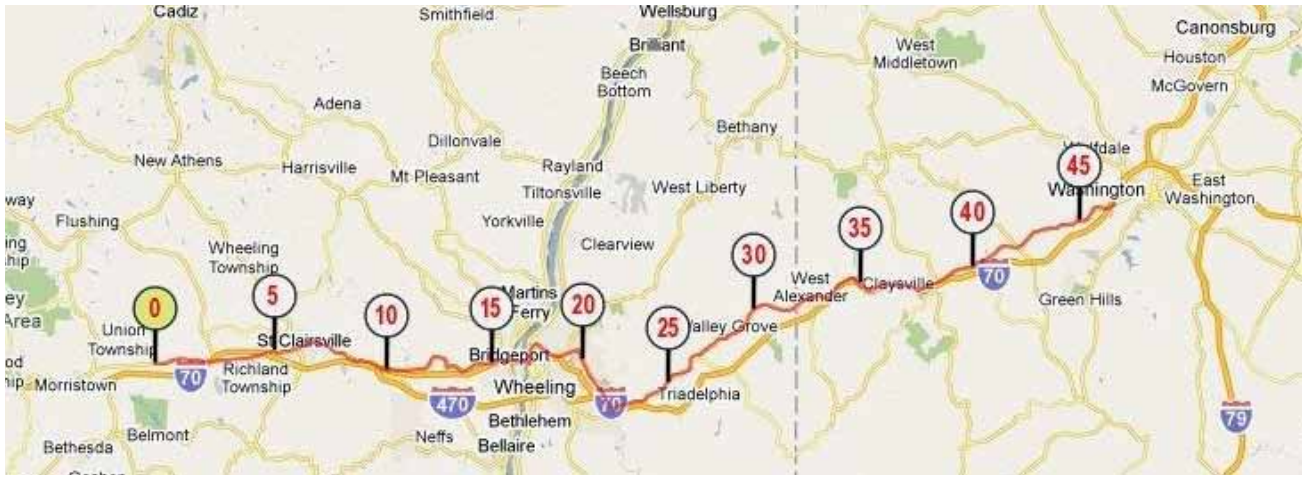 Cadiz
Smithfield
Wellsburg
Canonsburg
Brilliant
West
Middletown
Houston
Beech
Bottom
McGovern
Adena
Bethany
Dillonvale
New Athens
Harrisville
Mt Pleasant
Rayland
Tiltonsville
West Liberty
45
Washington
East
Washington
way
Flushing
Yorkville
40
35
Clearview
Wheeling
Township
30
0
5
10
15
Martins
Ferry
20
25
West
Alexander
Claysville
70
Green Hills
Area
Union
Township
St Clairsville
Bridgeport
Valley Grove
70
Richland
Township
Morristown
Wheeling
470
70
Triadelphia
79
Belmont
Neffs
Bethlehem
Bellaire
Bethesda